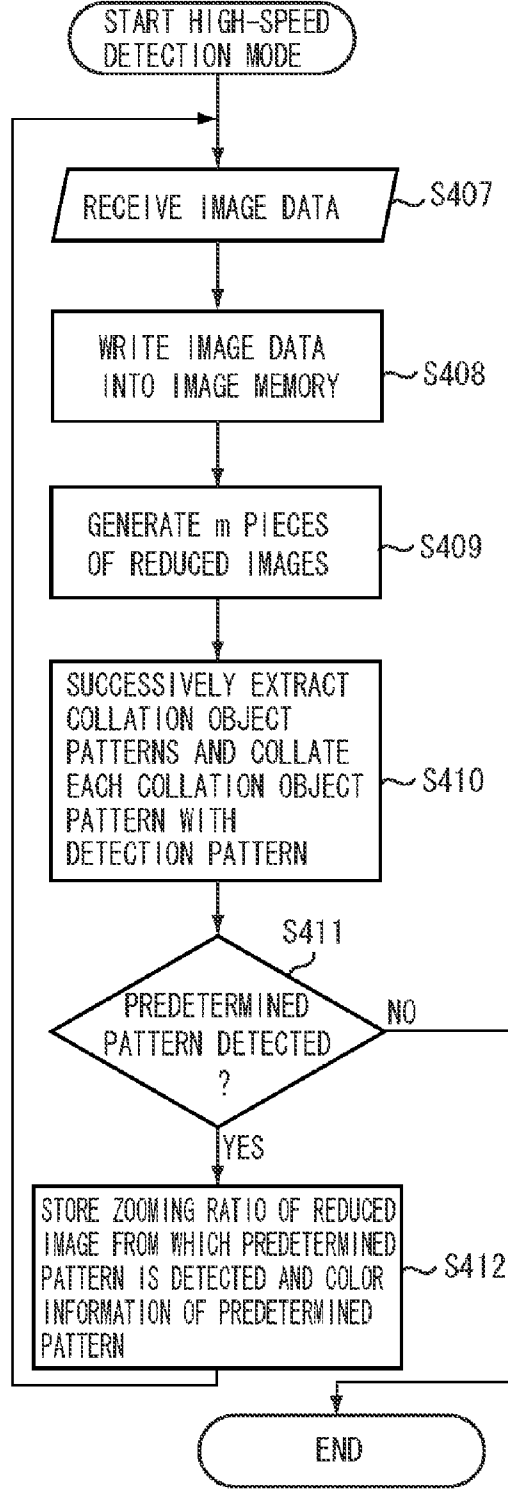 START HIGH-SPEED
DETECTION MODE
RECEIVE IMAGE DATA
S407
WRITE IMAGE DATA
INTO IMAGE MEMORY
S408
GENERATE m PIECES
OF REDUCED IMAGES
S409
SUCCESSIVELY EXTRACT
COLLATION OBJECT
PATTERNS AND COLLATE
EACH COLLATION OBJECT
PATTERN WITH
DETECTION PATTERN
S410
S411
PREDETERMINED
PATTERN DETECTED
?
NO
YES
STORE ZOOMING RATIO OF REDUCED
IMAGE FROM WHICH PREDETERMINED
PATTERN IS DETECTED AND COLOR
INFORMATION OF PREDETERMINED
PATTERN
S412
END